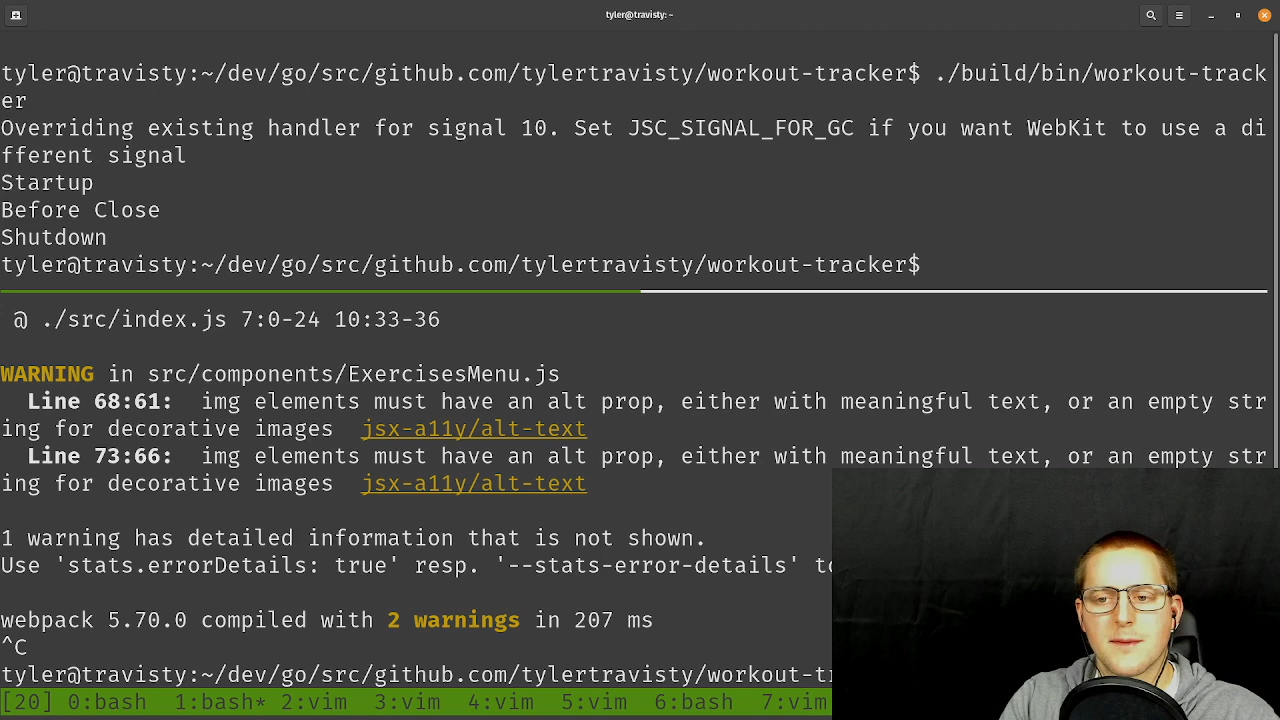 tyler@travisty: ~
tyler@travisty:~/dev/go/src/github.com/tylertravisty/workout-tracker$ ./build/bin/workout-track
er
Overriding existing handler for signal 10. Set JSC_SIGNAL_FOR_GC if you want WebKit to use a di
fferent signal
Startup
Before Close
Shutdown
tyler@travisty:~/dev/go/src/github.com/tylertravisty/workout-tracker$
@ ./src/index.js 7:0-24 10:33-36
WARNING in src/components/ExercisesMenu.js
Line 68:61: img elements must have an alt prop, either with meaningful text, or an empty str
ing for decorative images jsx-a11y/alt-text
Line 73:66: img elements must have an alt prop, either with meaningful text, or an empty str
ing for decorative images jsx-a11y/alt-text
1 warning has detailed information that is not shown.
Use 'stats.errorDetails: true' resp. '--stats-error-details' to
webpack 5.70.0 compiled with 2 warnings in 207 ms
^C
tyler@travisty:~/dev/go/src/github.com/tylertravisty/workout-tr
[20] 0:bash 1:bash* 2:vim 3:vim 4:vim 5:vim 6:bash 7:vim